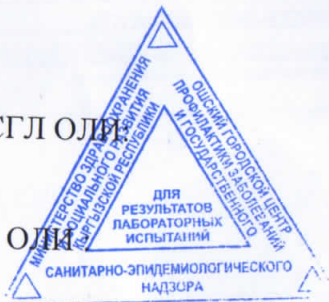 СГЛ ОЛИ:
ОЛИ
МИНИСТЕРСТВО ЗДРАВООХРАНЕНИЯ
И СОЦИАЛЬНОГО РАЗВИТИЯ
КЫРГЫЗСКОЙ РЕСПУБЛИКИ
ОШСКИЙ ГОРОДСКОЙ ЦЕНТР
ПРОФИЛАКТИКИ ЗАБОЛЕВАНИЙ
И ГОСУДАРСТВЕННОГО
САНИТАРНО-ЭПИДЕМИОЛОГИЧЕСКОГО
НАДЗОРА
ДЛЯ
РЕЗУЛЬТАТОВ
ЛАБОРАТОРНЫХ
ИСПЫТАНИЙ